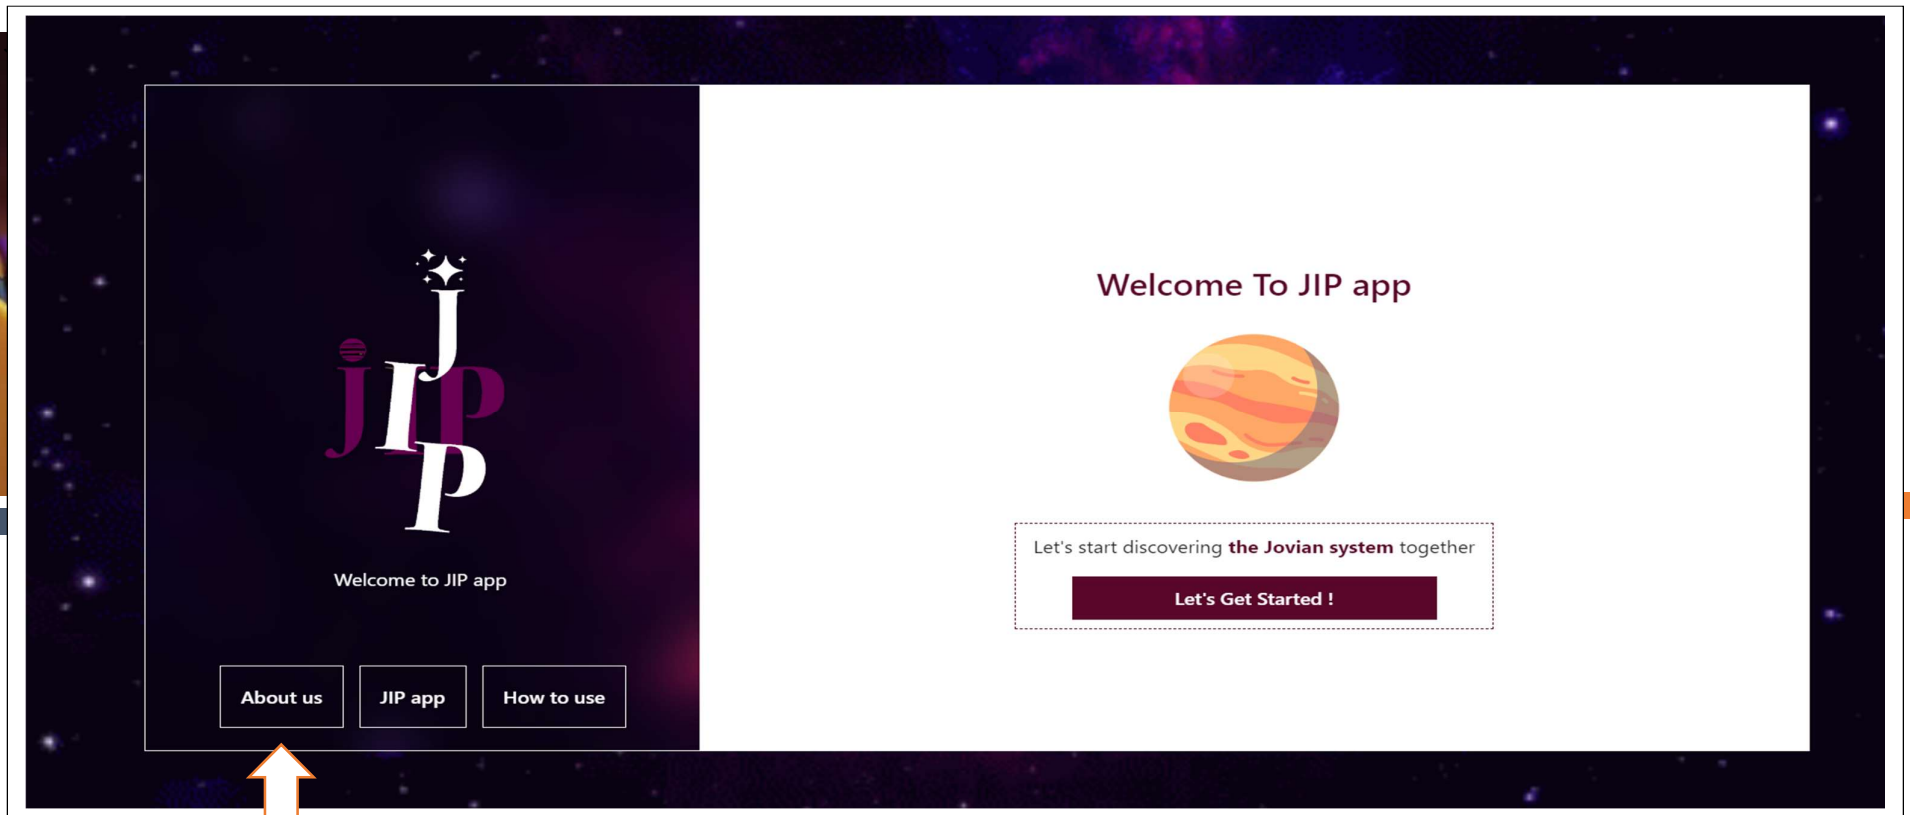 J
I
P
jIP
Welcome to JIP app
About us
JIP app
How to use
Welcome To JIP app
Let's start discovering the Jovian system together
Let's Get Started !